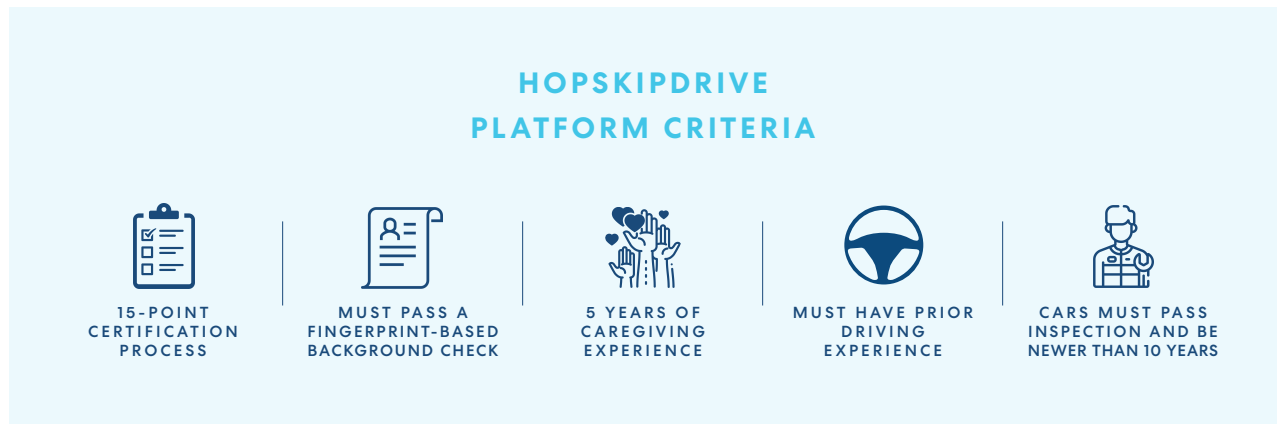 HOPSKIPDRIVE
PLATFORM CRITERIA
15-POINT
CERTIFICATION
PROCESS
MUST PASS A
FINGERPRINT-BASED
BACKGROUND CHECK
5 YEARS OF
CAREGIVING
EXPERIENCE
MUST HAVE PRIOR
DRIVING
EXPERIENCE
CARS MUST PASS
INSPECTION AND BE
NEWER THAN 10 YEARS